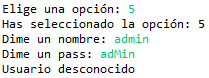 Elige una opción: 5
Has seleccionado la opción: 5
Dime un nombre: admin
Dime un pass: adMin
Usuario desconocido